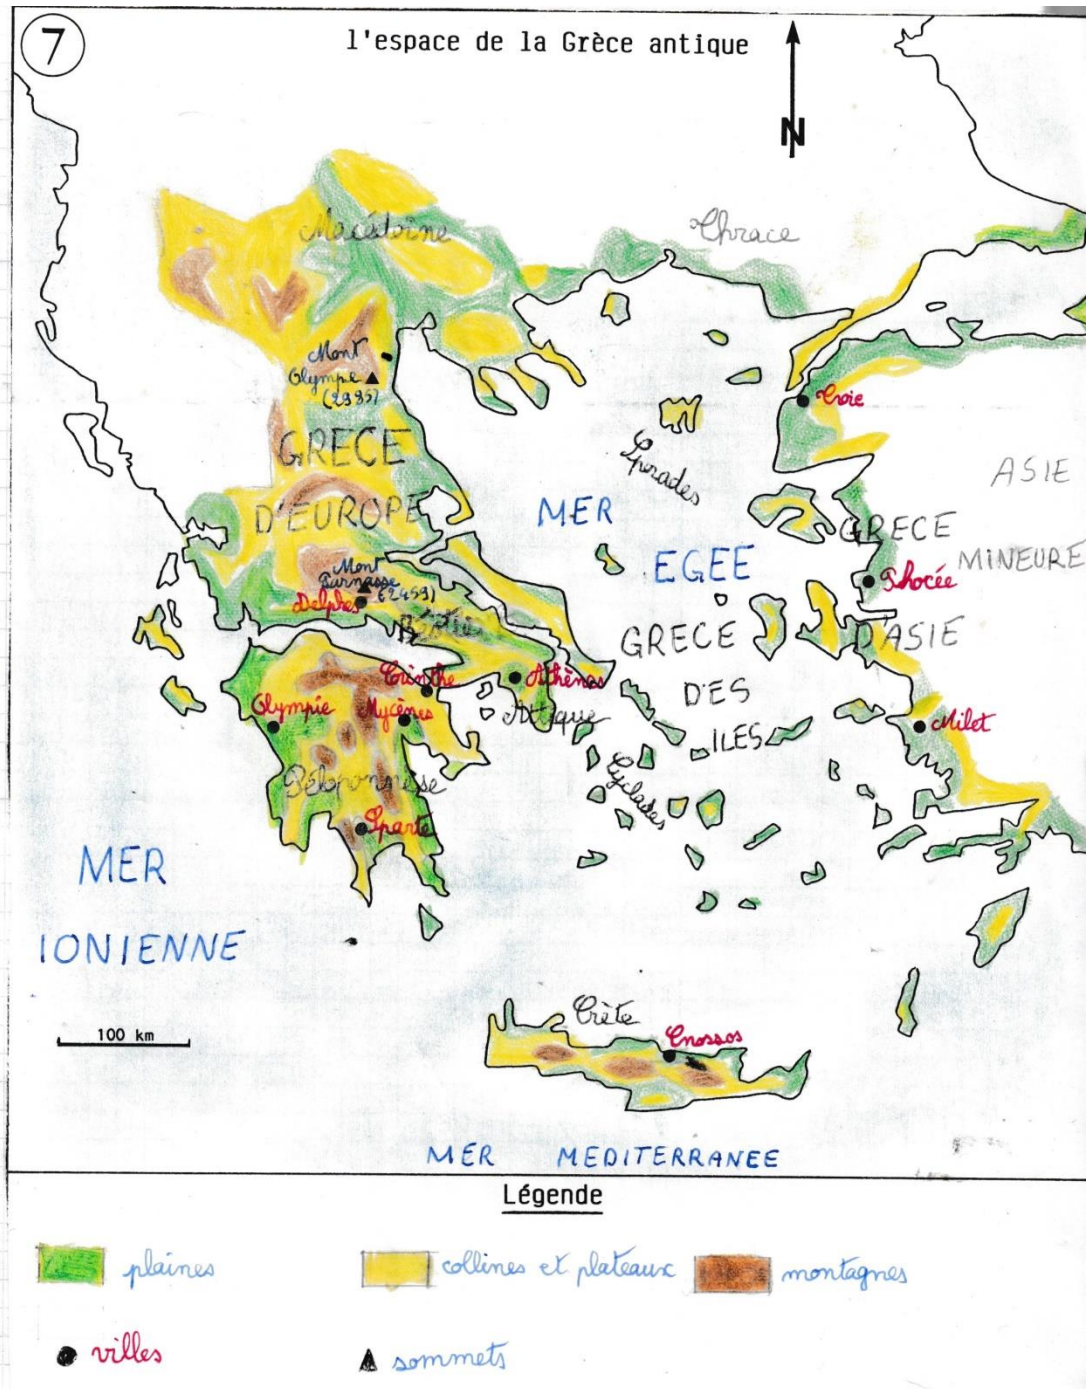 7
l'espace de la Grèce antique
N
Macédoine
Thrace
Mont
Olympe
(2985)
Troie
GRECE
D'EUROPE
Sporades
ASIE
MINEURE
MER
EGEE
GRECE
D'ASIE
Mont
Parnasse
(2459)
Delphes
Béotie
Phocée
GRECE
DES
ILES
Corinthe
Athènes
Olympie
Mycènes
Attique
Milet
Péloponnèse
Cyclades
Sparte
MER
IONIENNE
100 km
Crète
Cnossos
MER MEDITERRANEE
Légende
plaines
collines et plateaux
montagnes
villes
sommets